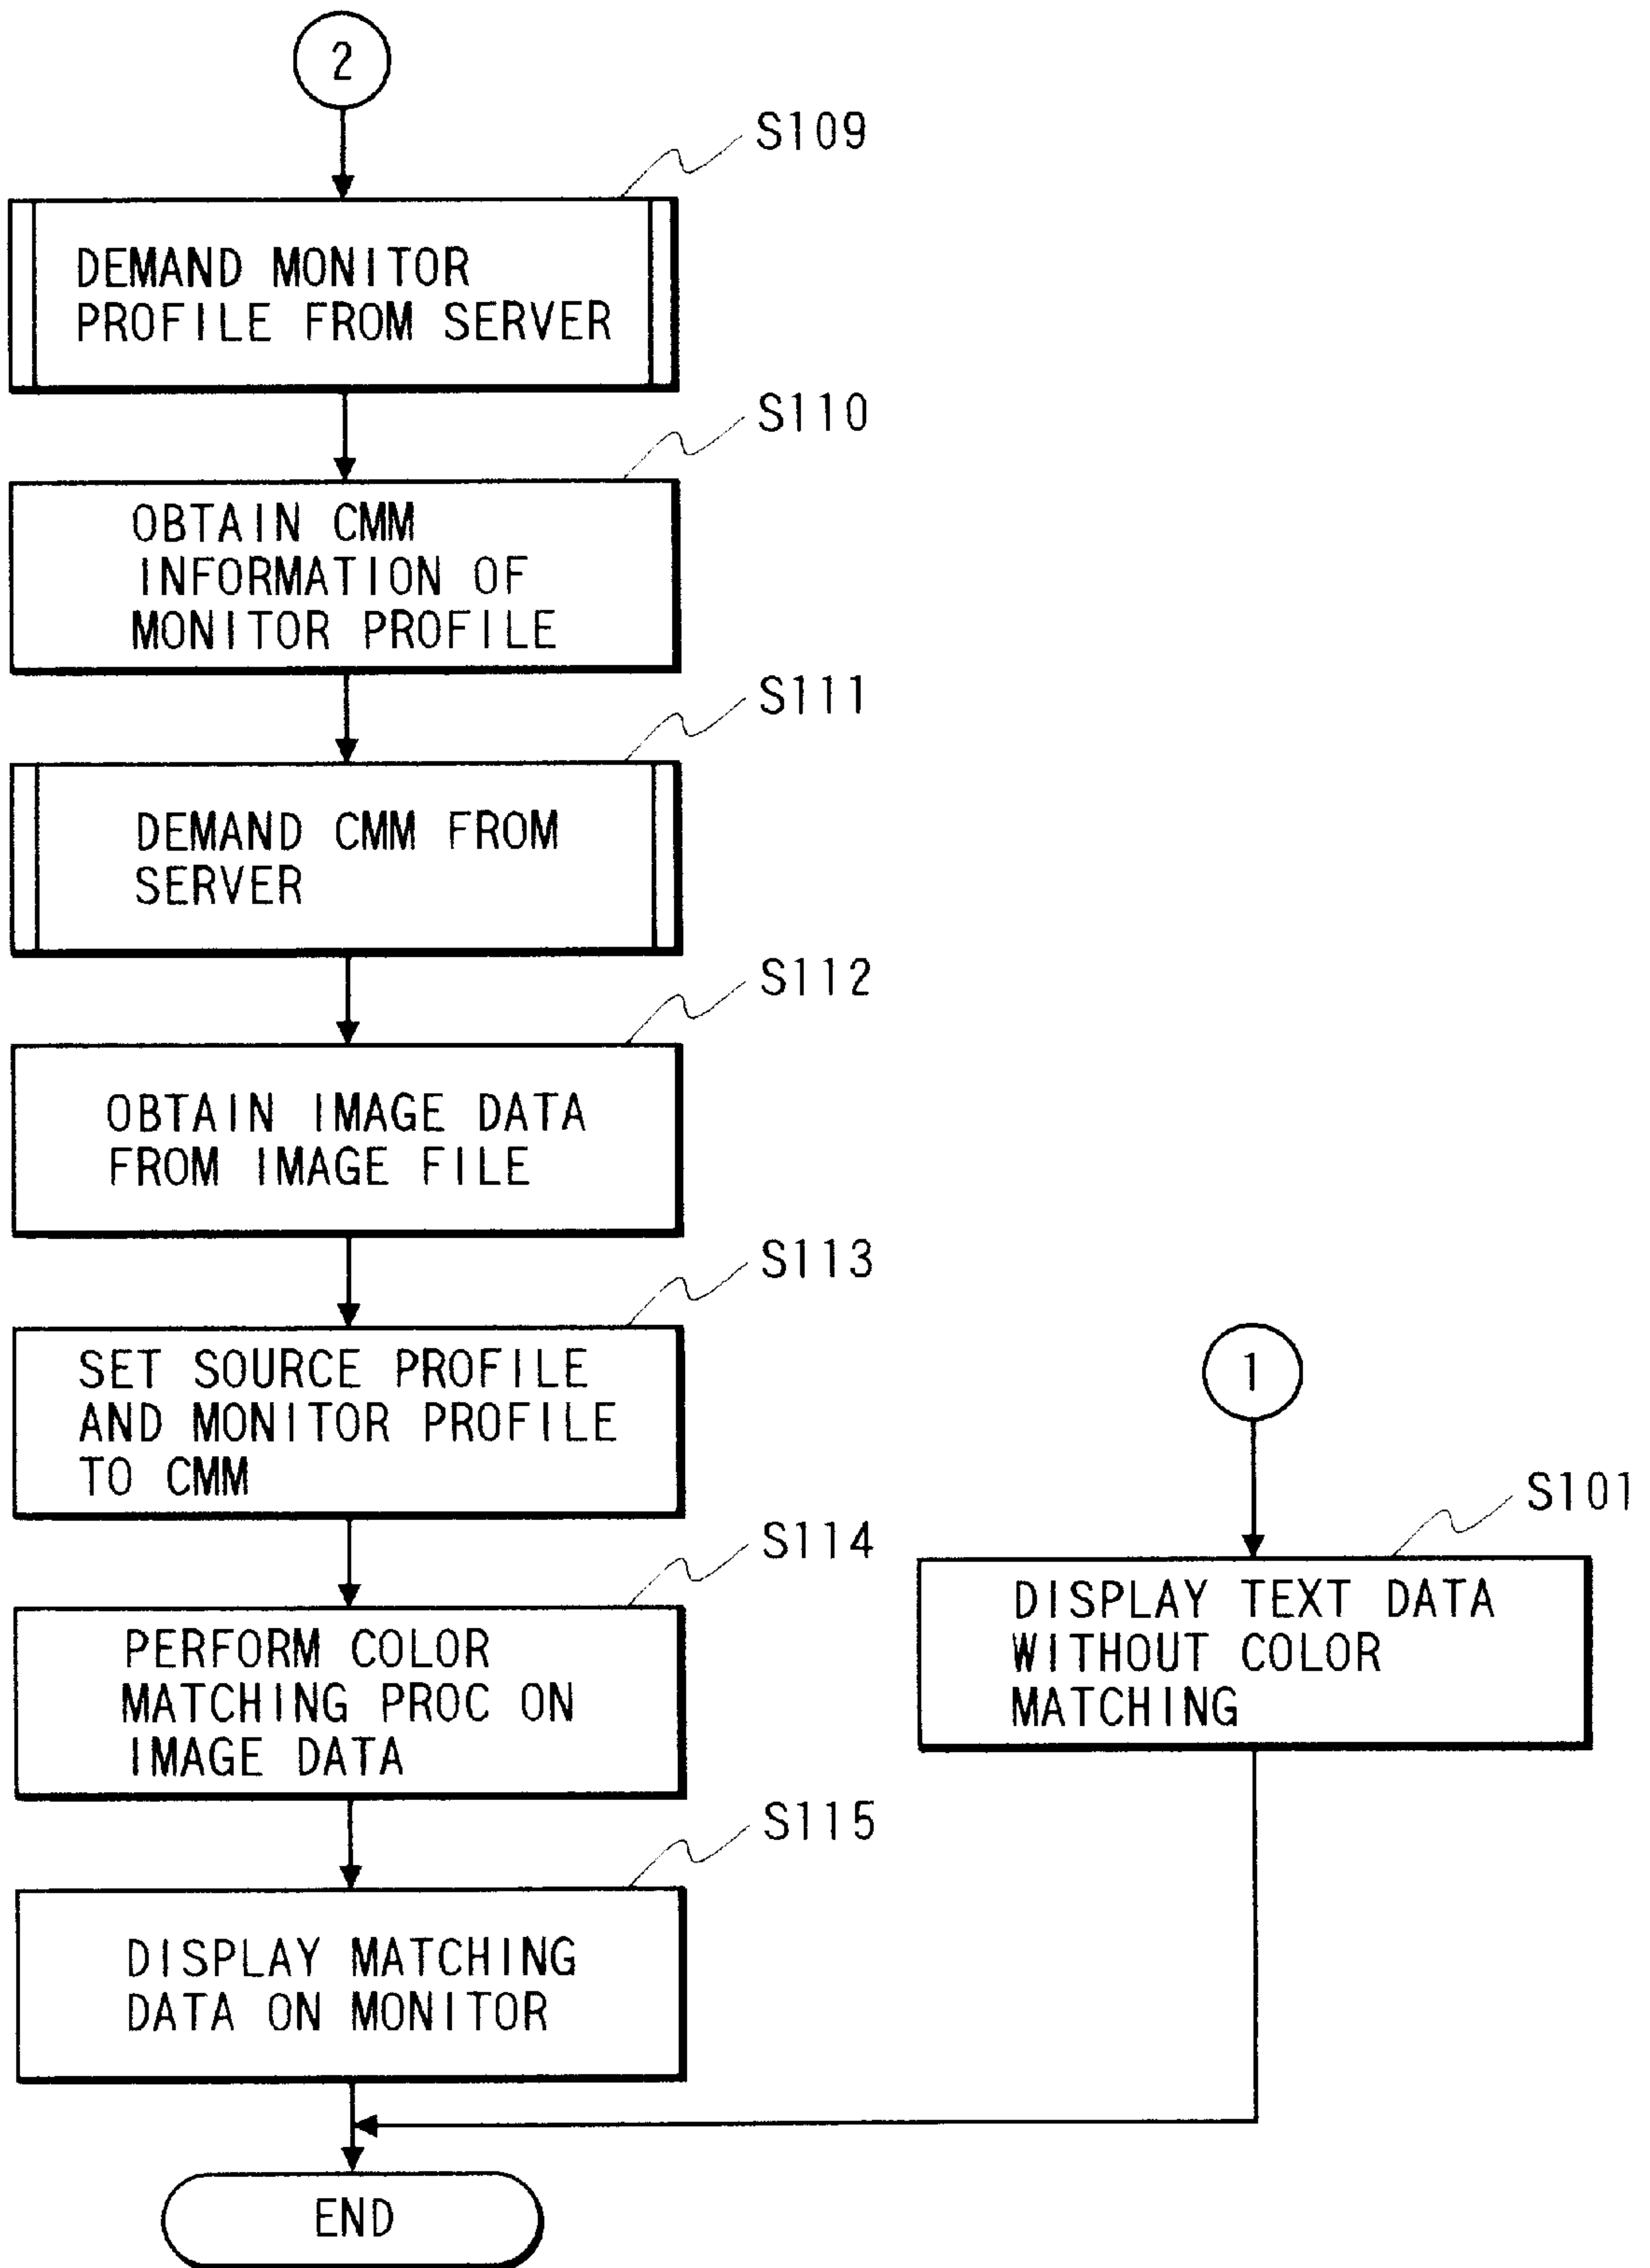 2
S109
DEMAND MONITOR
PROFILE FROM SERVER
S110
OBTAIN CMM
INFORMATION OF
MONITOR PROFILE
S111
DEMAND CMM FROM
SERVER
S112
OBTAIN IMAGE DATA
FROM IMAGE FILE
S113
SET SOURCE PROFILE
AND MONITOR PROFILE
TO CMM
S114
PERFORM COLOR
MATCHING PROC ON
IMAGE DATA
S115
DISPLAY MATCHING
DATA ON MONITOR
1
S101
DISPLAY TEXT DATA
WITHOUT COLOR
MATCHING
END